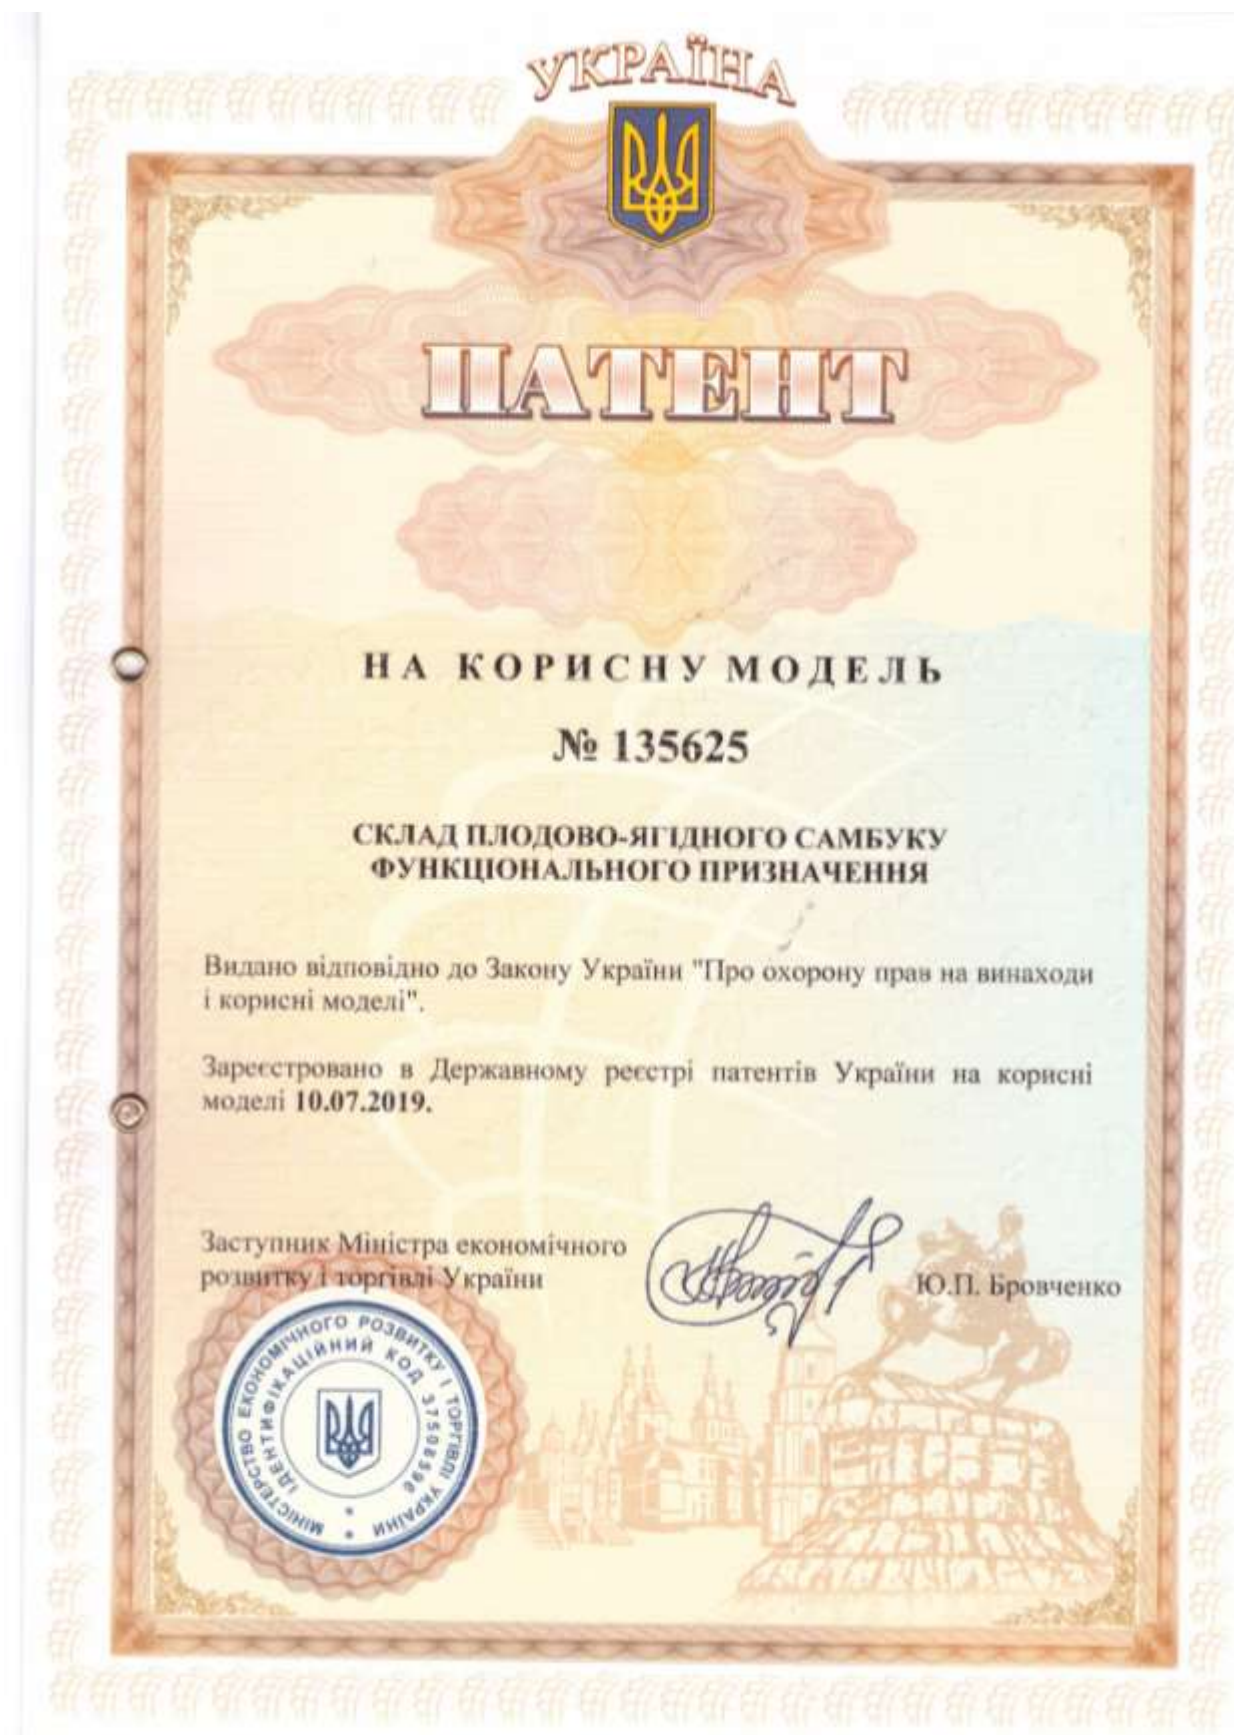 УКРАЇНА
ПАТЕНТ
НА КОРИСНУ МОДЕЛЬ
№ 135625
СКЛАД ПЛОДОВО-ЯГІДНОГО САМБУКУ
ФУНКЦІОНАЛЬНОГО ПРИЗНАЧЕННЯ
Видано відповідно до Закону України "Про охорону прав на винаходи
і корисні моделі".
Зареєстровано в Державному реєстрі патентів України на корисні
моделі 10.07.2019.
Заступник Міністра економічного
розвитку і торгівлі України
Ю.П. Бровченко
МІНІСТЕРСТВО ЕКОНОМІЧНОГО РОЗВИТКУ І ТОРГІВЛІ УКРАЇНИ
ІДЕНТИФІКАЦІЙНИЙ КОД 37508596